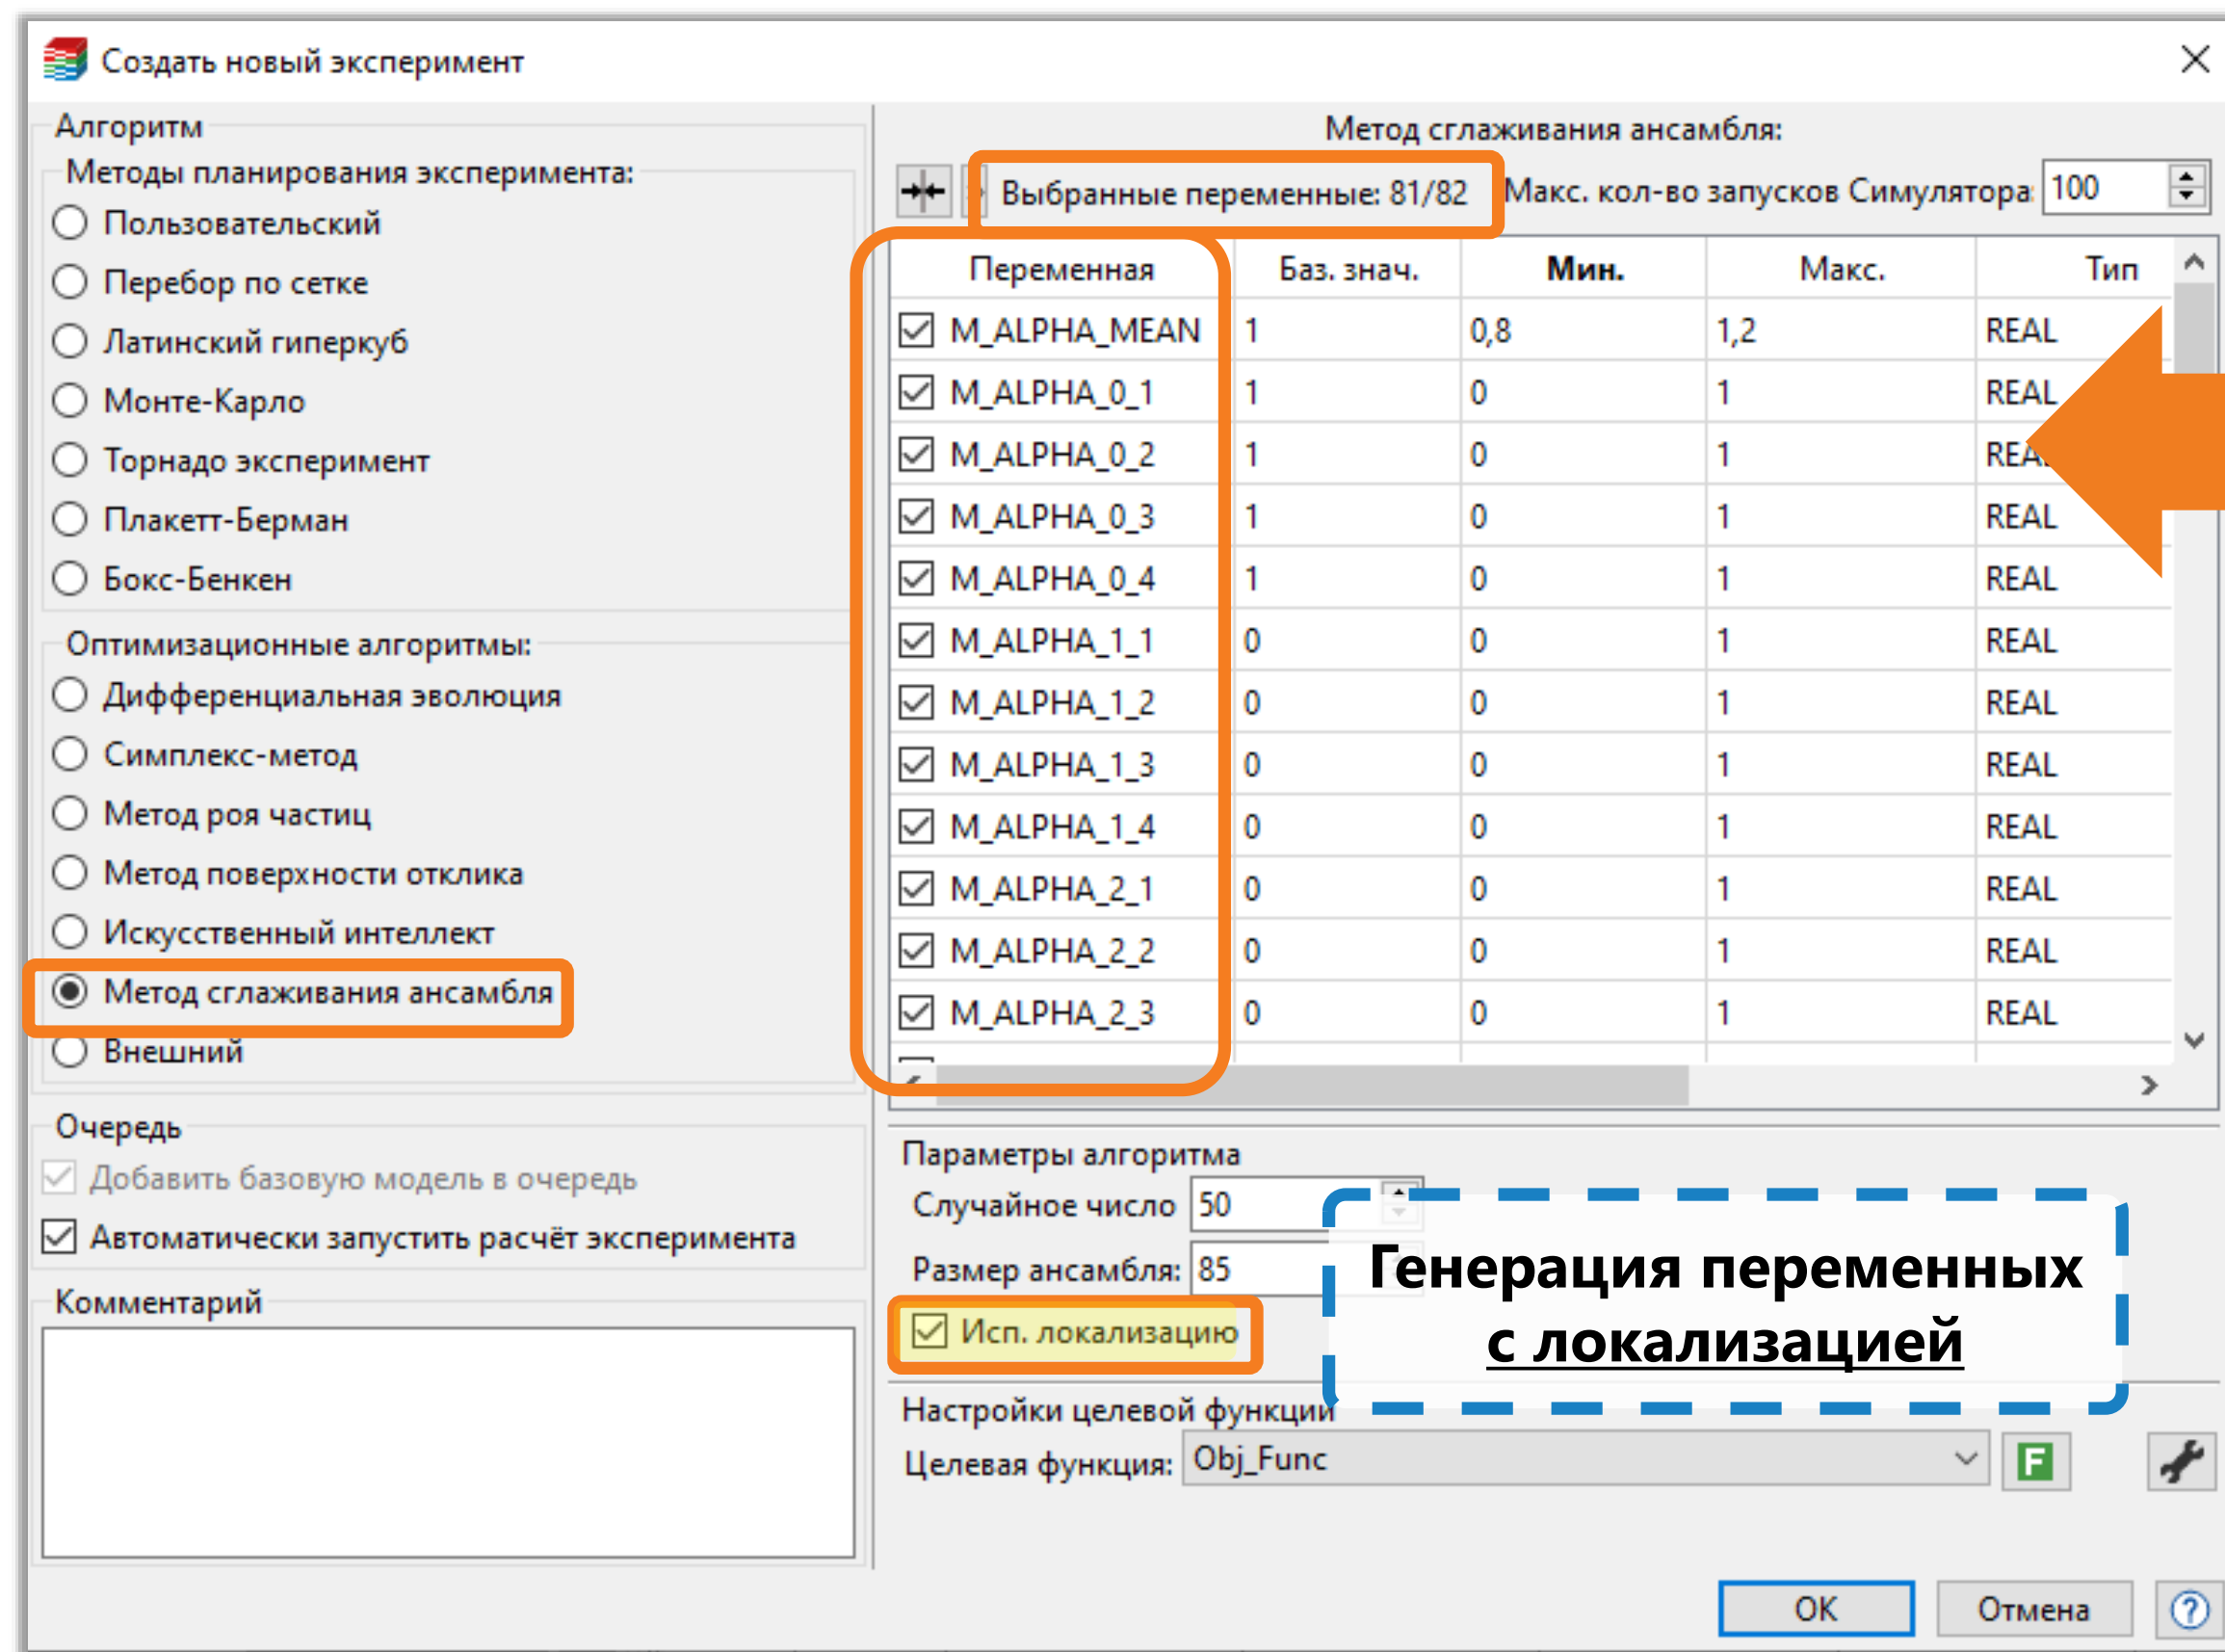 Создать новый эксперимент
Алгоритм
Методы планирования эксперимента:
Пользовательский
Перебор по сетке
Латинский гиперкуб
Монте-Карло
Торнадо эксперимент
Плакетт-Берман
Бокс-Бенкен
Оптимизационные алгоритмы:
Дифференциальная эволюция
Симплекс-метод
Метод роя частиц
Метод поверхности отклика
Искусственный интеллект
Метод сглаживания ансамбля
Внешний
Очередь
Добавить базовую модель в очередь
Автоматически запустить расчёт эксперимента
Комментарий
Метод сглаживания ансамбля:
Выбранные переменные: 81/82 Макс. кол-во запусков Симулятора: 100
Переменная Баз. знач. Мин. Макс. Тип
M_ALPHA_MEAN 1 0,8 1,2 REAL
M_ALPHA_0_1 1 0 1 REAL
M_ALPHA_0_2 1 0 1 REAL
M_ALPHA_0_3 1 0 1 REAL
M_ALPHA_0_4 1 0 1 REAL
M_ALPHA_1_1 0 0 1 REAL
M_ALPHA_1_2 0 0 1 REAL
M_ALPHA_1_3 0 0 1 REAL
M_ALPHA_1_4 0 0 1 REAL
M_ALPHA_2_1 0 0 1 REAL
M_ALPHA_2_2 0 0 1 REAL
M_ALPHA_2_3 0 0 1 REAL
Параметры алгоритма
Случайное число 50
Размер ансамбля: 85
Исп. локализацию
Генерация переменных
с локализацией
Настройки целевой функции
Целевая функция: Obj_Func
F
OK Отмена ?